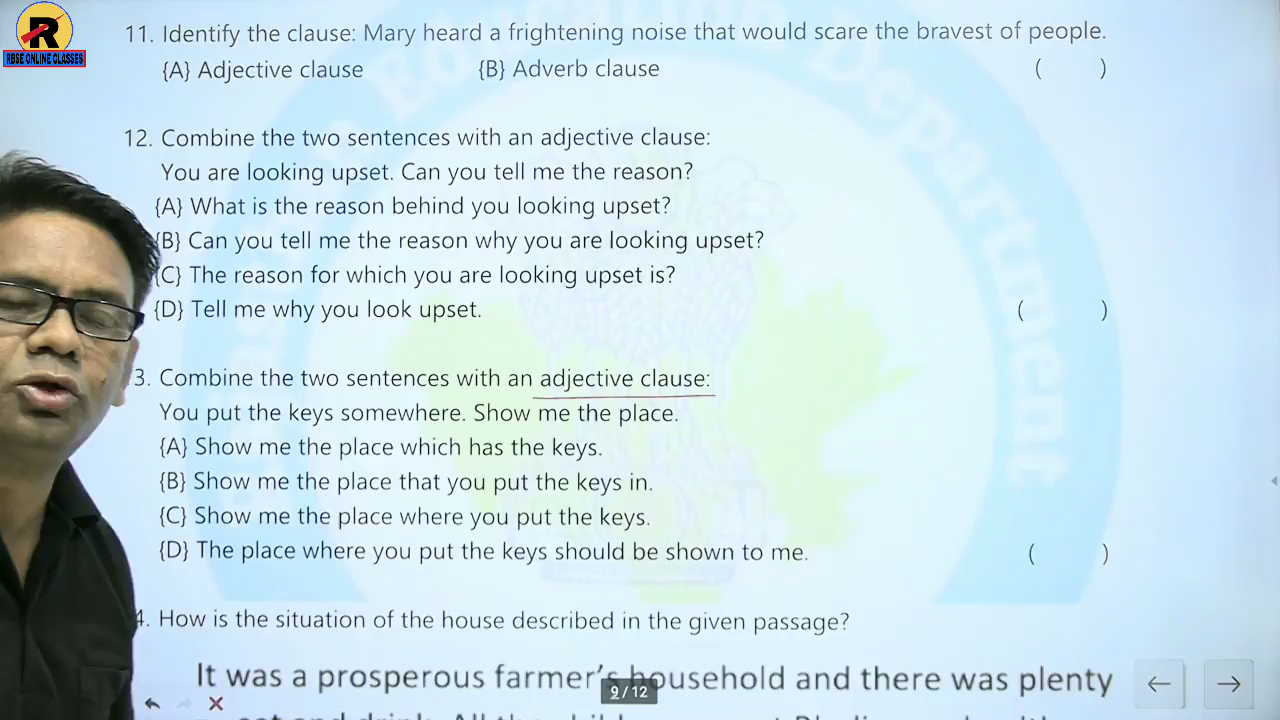 R
RBSE ONLINE CLASSES
11. Identify the clause: Mary heard a frightening noise that would scare the bravest of people.
{A} Adjective clause {B} Adverb clause ( )
12. Combine the two sentences with an adjective clause:
You are looking upset. Can you tell me the reason?
{A} What is the reason behind you looking upset?
{B} Can you tell me the reason why you are looking upset?
{C} The reason for which you are looking upset is?
{D} Tell me why you look upset. ( )
3. Combine the two sentences with an adjective clause:
You put the keys somewhere. Show me the place.
{A} Show me the place which has the keys.
{B} Show me the place that you put the keys in.
{C} Show me the place where you put the keys.
{D} The place where you put the keys should be shown to me. ( )
4. How is the situation of the house described in the given passage?
It was a prosperous farmer's household and there was plenty
9/12
Department